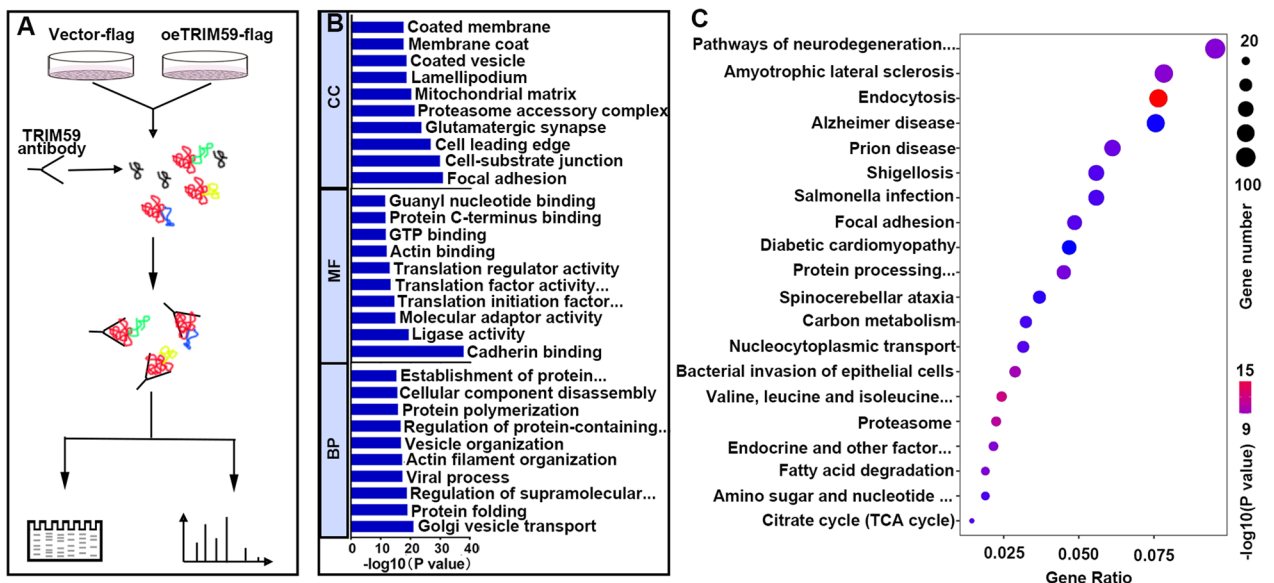 A
Vector-flag oeTRIM59-flag
TRIM59
antibody
B
CC
Coated membrane
Membrane coat
Coated vesicle
Lamellipodium
Mitochondrial matrix
Proteasome accessory complex
Glutamatergic synapse
Cell leading edge
Cell-substrate junction
Focal adhesion
MF
Guanyl nucleotide binding
Protein C-terminus binding
GTP binding
Actin binding
Translation regulator activity
Translation factor activity...
Translation initiation factor...
Molecular adaptor activity
Ligase activity
Cadherin binding
BP
Establishment of protein...
Cellular component disassembly
Protein polymerization
Regulation of protein-containing...
Vesicle organization
Actin filament organization
Viral process
Regulation of supramolecular...
Protein folding
Golgi vesicle transport
0 10 20 30 40
-log10(P value)
C
Pathways of neurodegeneration...
Amyotrophic lateral sclerosis
Endocytosis
Alzheimer disease
Prion disease
Shigellosis
Salmonella infection
Focal adhesion
Diabetic cardiomyopathy
Protein processing...
Spinocerebellar ataxia
Carbon metabolism
Nucleocytoplasmic transport
Bacterial invasion of epithelial cells
Valine, leucine and isoleucine...
Proteasome
Endocrine and other factor...
Fatty acid degradation
Amino sugar and nucleotide ...
Citrate cycle (TCA cycle)
0.025 0.050 0.075
Gene Ratio
20
100
Gene number
15
9
-log10(P value)